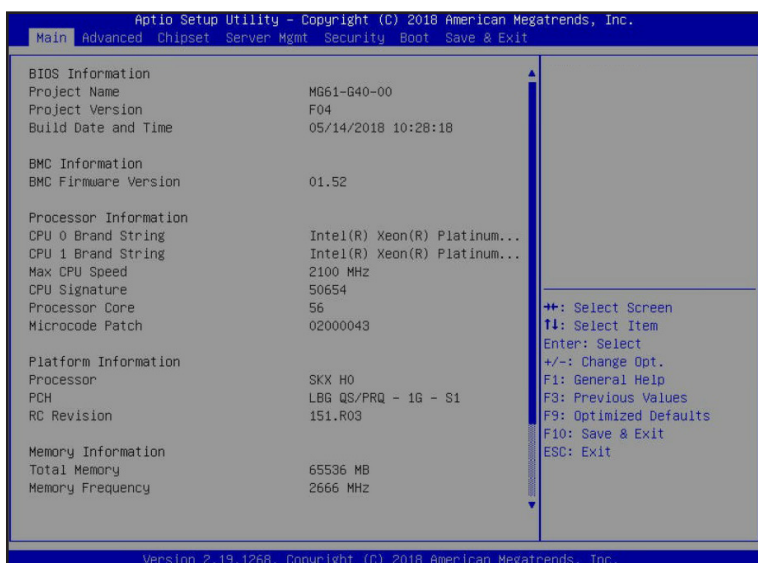 Aptio Setup Utility – Copyright (C) 2018 American Megatrends, Inc.
Main Advanced Chipset Server Mgmt Security Boot Save & Exit
BIOS Information
Project Name MG61-G40-00
Project Version F04
Build Date and Time 05/14/2018 10:28:18
BMC Information
BMC Firmware Version 01.52
Processor Information
CPU 0 Brand String Intel(R) Xeon(R) Platinum...
CPU 1 Brand String Intel(R) Xeon(R) Platinum...
Max CPU Speed 2100 MHz
CPU Signature 50654
Processor Core 56
Microcode Patch 02000043
Platform Information
Processor SKX H0
PCH LBG QS/PRQ - 1G - S1
RC Revision 151.R03
Memory Information
Total Memory 65536 MB
Memory Frequency 2666 MHz
→←: Select Screen
↑↓: Select Item
Enter: Select
+/-: Change Opt.
F1: General Help
F3: Previous Values
F9: Optimized Defaults
F10: Save & Exit
ESC: Exit
Version 2.19.1268. Copyright (C) 2018 American Megatrends, Inc.